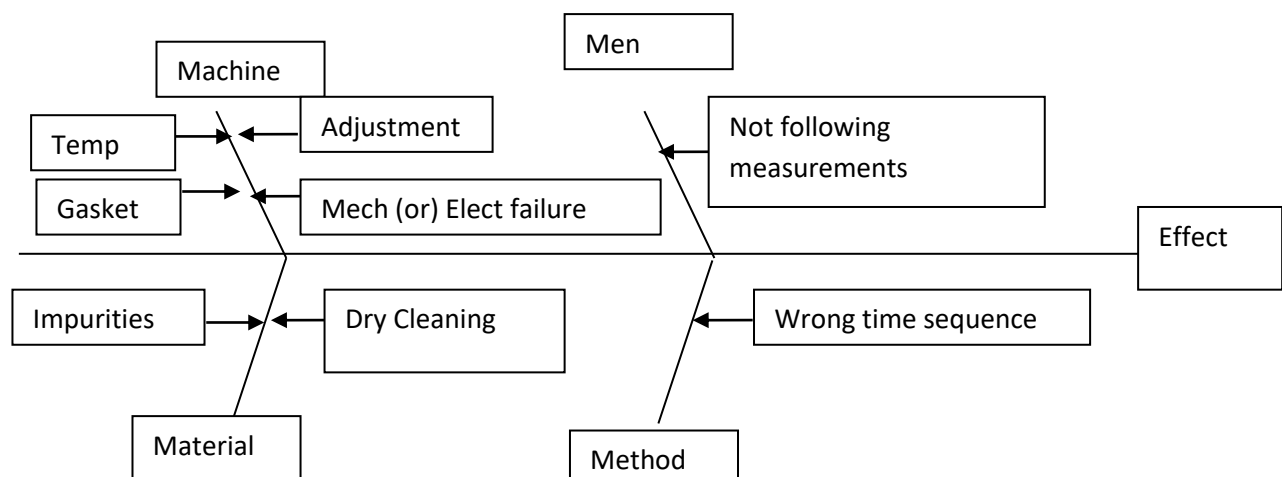 Men
Machine
Adjustment
Temp
Not following
measurements
Gasket
Mech (or) Elect failure
Effect
Impurities
Dry Cleaning
Wrong time sequence
Material
Method